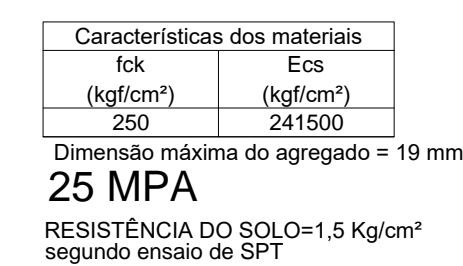 Características dos materiais
fck Ecs
(kgf/cm²) (kgf/cm²)
250 241500
Dimensão máxima do agregado = 19 mm
25 MPA
RESISTÊNCIA DO SOLO=1,5 Kg/cm²
segundo ensaio de SPT